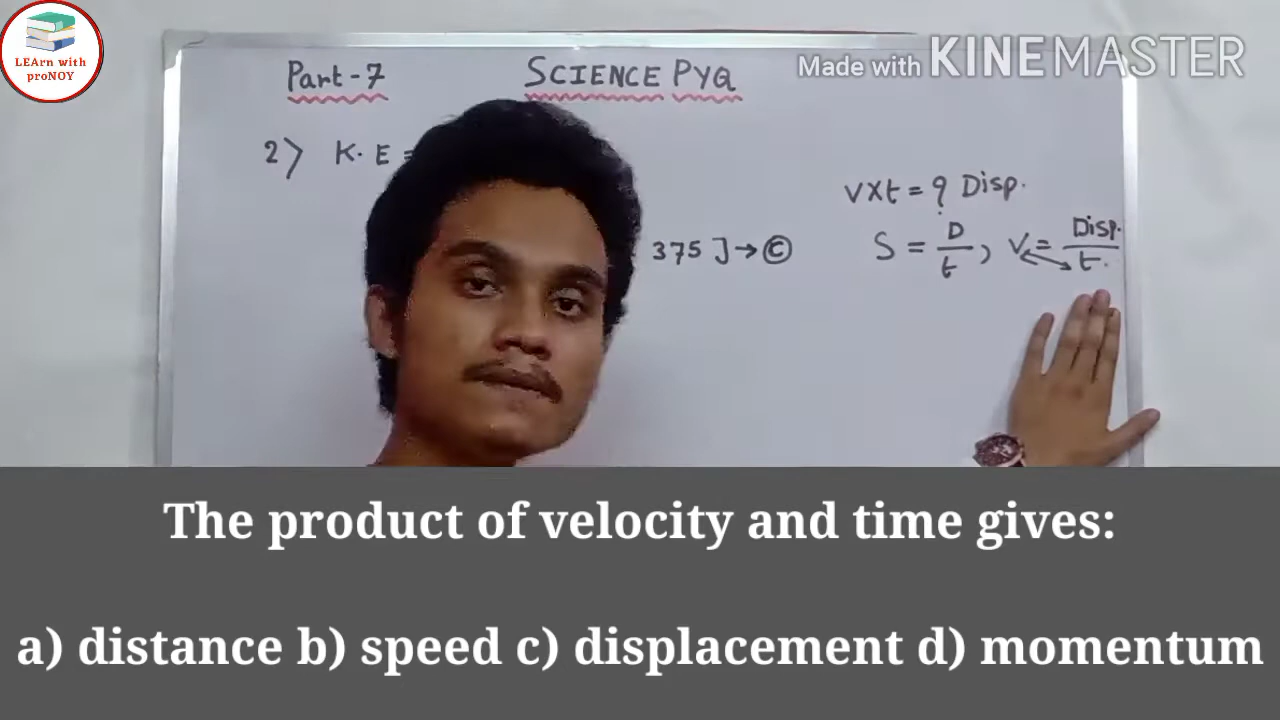 LEArn with
proNOY
Made with KINEMASTER
Part-7
SCIENCE PYQ
2) K.E =
375 J → ©
V×t = ? Disp.
S = D/t, V = Disp./t.
The product of velocity and time gives:
a) distance b) speed c) displacement d) momentum